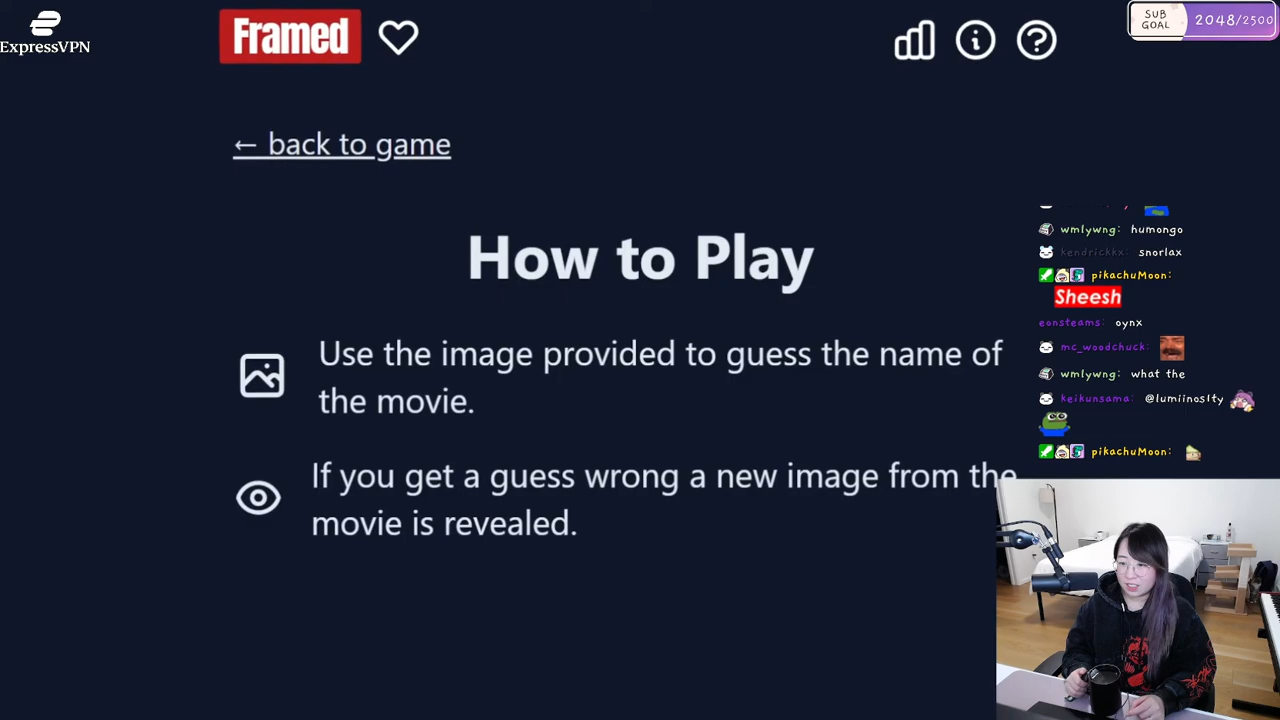 ExpressVPN
Framed
SUB
GOAL
2048/2500
← back to game
How to Play
Use the image provided to guess the name of
the movie.
If you get a guess wrong a new image from the
movie is revealed.
wmlywng: humongo
kendrickkx: snorlax
pikachuMoon:
Sheesh
eonsteams: oynx
mc_woodchuck:
wmlywng: what the
keikunsama: @lumiinos1ty
pikachuMoon: